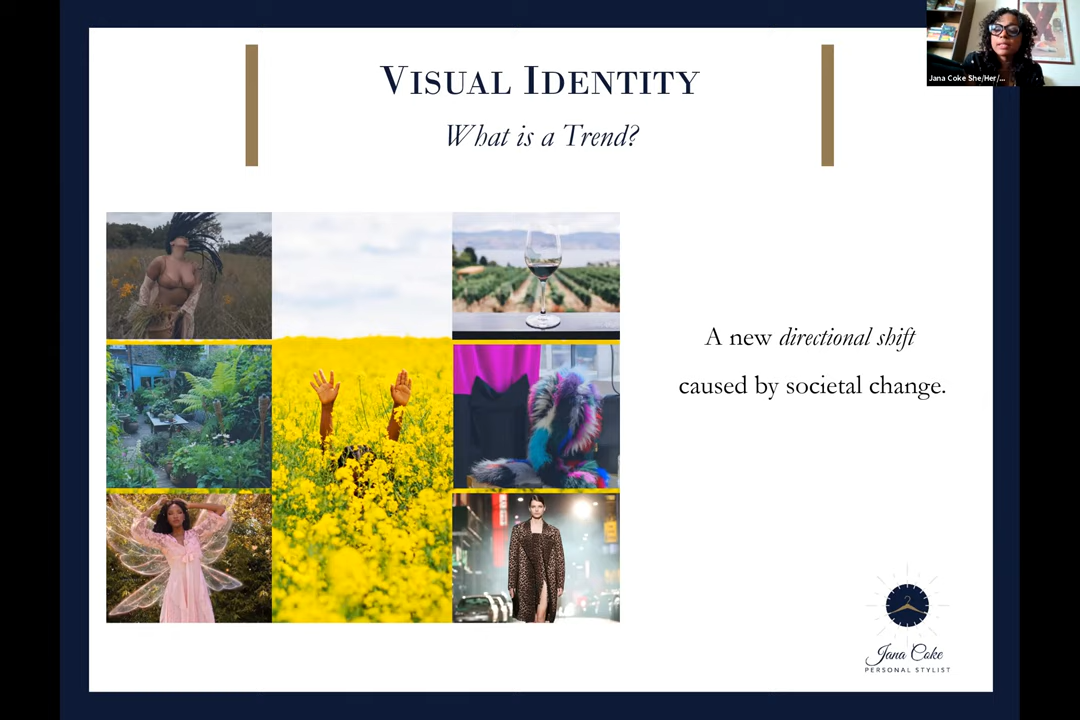 Visual Identity
What is a Trend?
A new directional shift
caused by societal change.
Jana Coke
PERSONAL STYLIST
Jana Coke She/Her/...